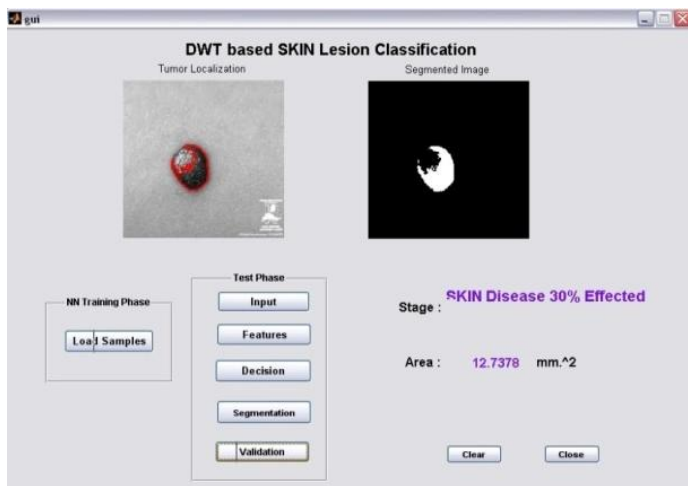 gui
DWT based SKIN Lesion Classification
Tumor Localization
Segmented Image
NN Training Phase
Load Samples
Test Phase
Input
Features
Decision
Segmentation
Validation
Stage :
SKIN Disease 30% Effected
Area :
12.7378
mm.^2
Clear
Close